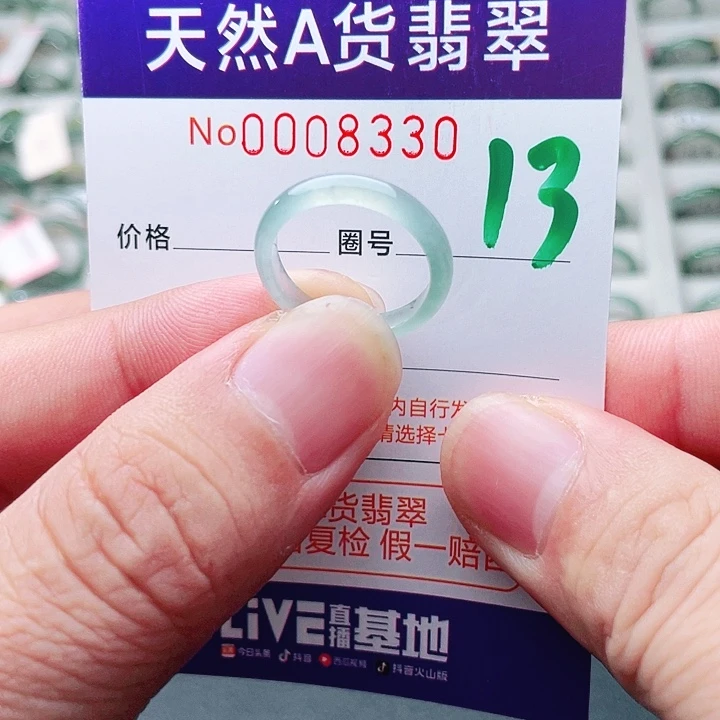 天然A货翡翠
No0008330
13
价格 圈号
内自行发
请选择
货翡翠
复检 假一赔
LIVE直播基地
今日头条 抖音 西瓜视频 抖音火山版